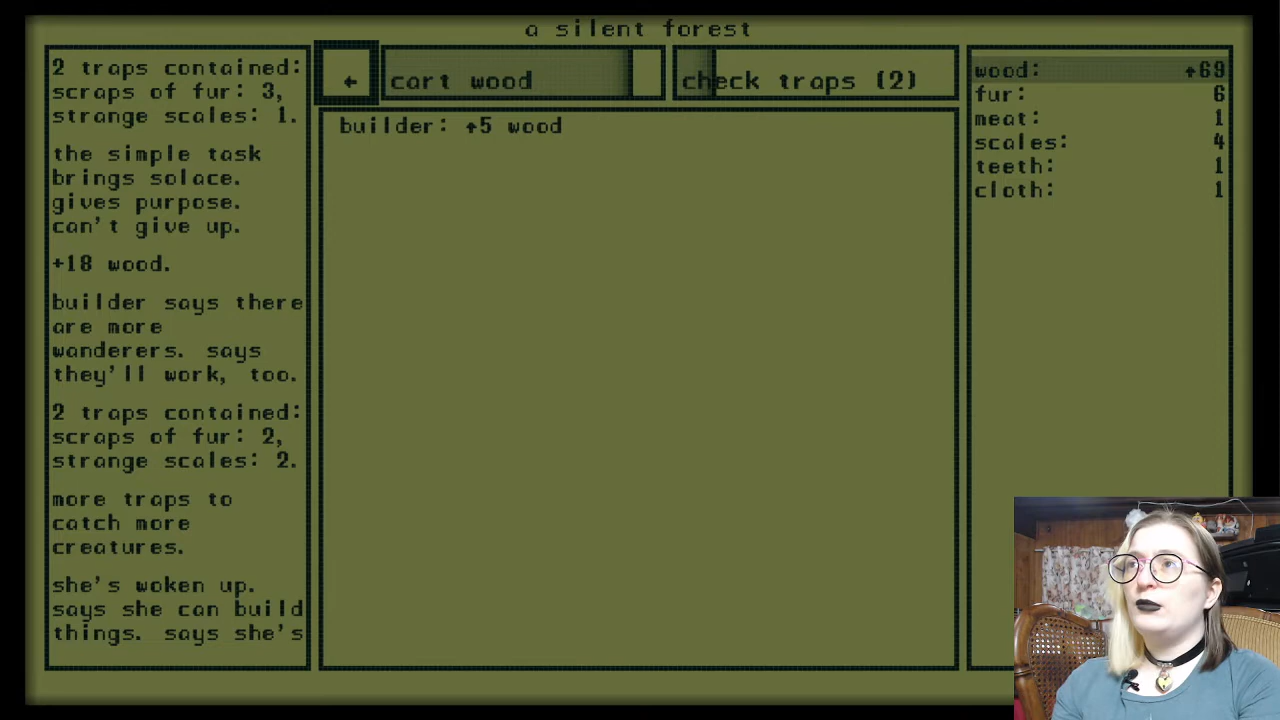 a silent forest
2 traps contained:
scraps of fur: 3,
strange scales: 1.
the simple task
brings solace.
gives purpose.
can't give up.
+18 wood.
builder says there
are more
wanderers. says
they'll work, too.
2 traps contained:
scraps of fur: 2,
strange scales: 2.
more traps to
catch more
creatures.
she's woken up.
says she can build
things. says she's
←
cart wood
check traps (2)
builder: ↑5 wood
wood: ↑69
fur: 6
meat: 1
scales: 4
teeth: 1
cloth: 1